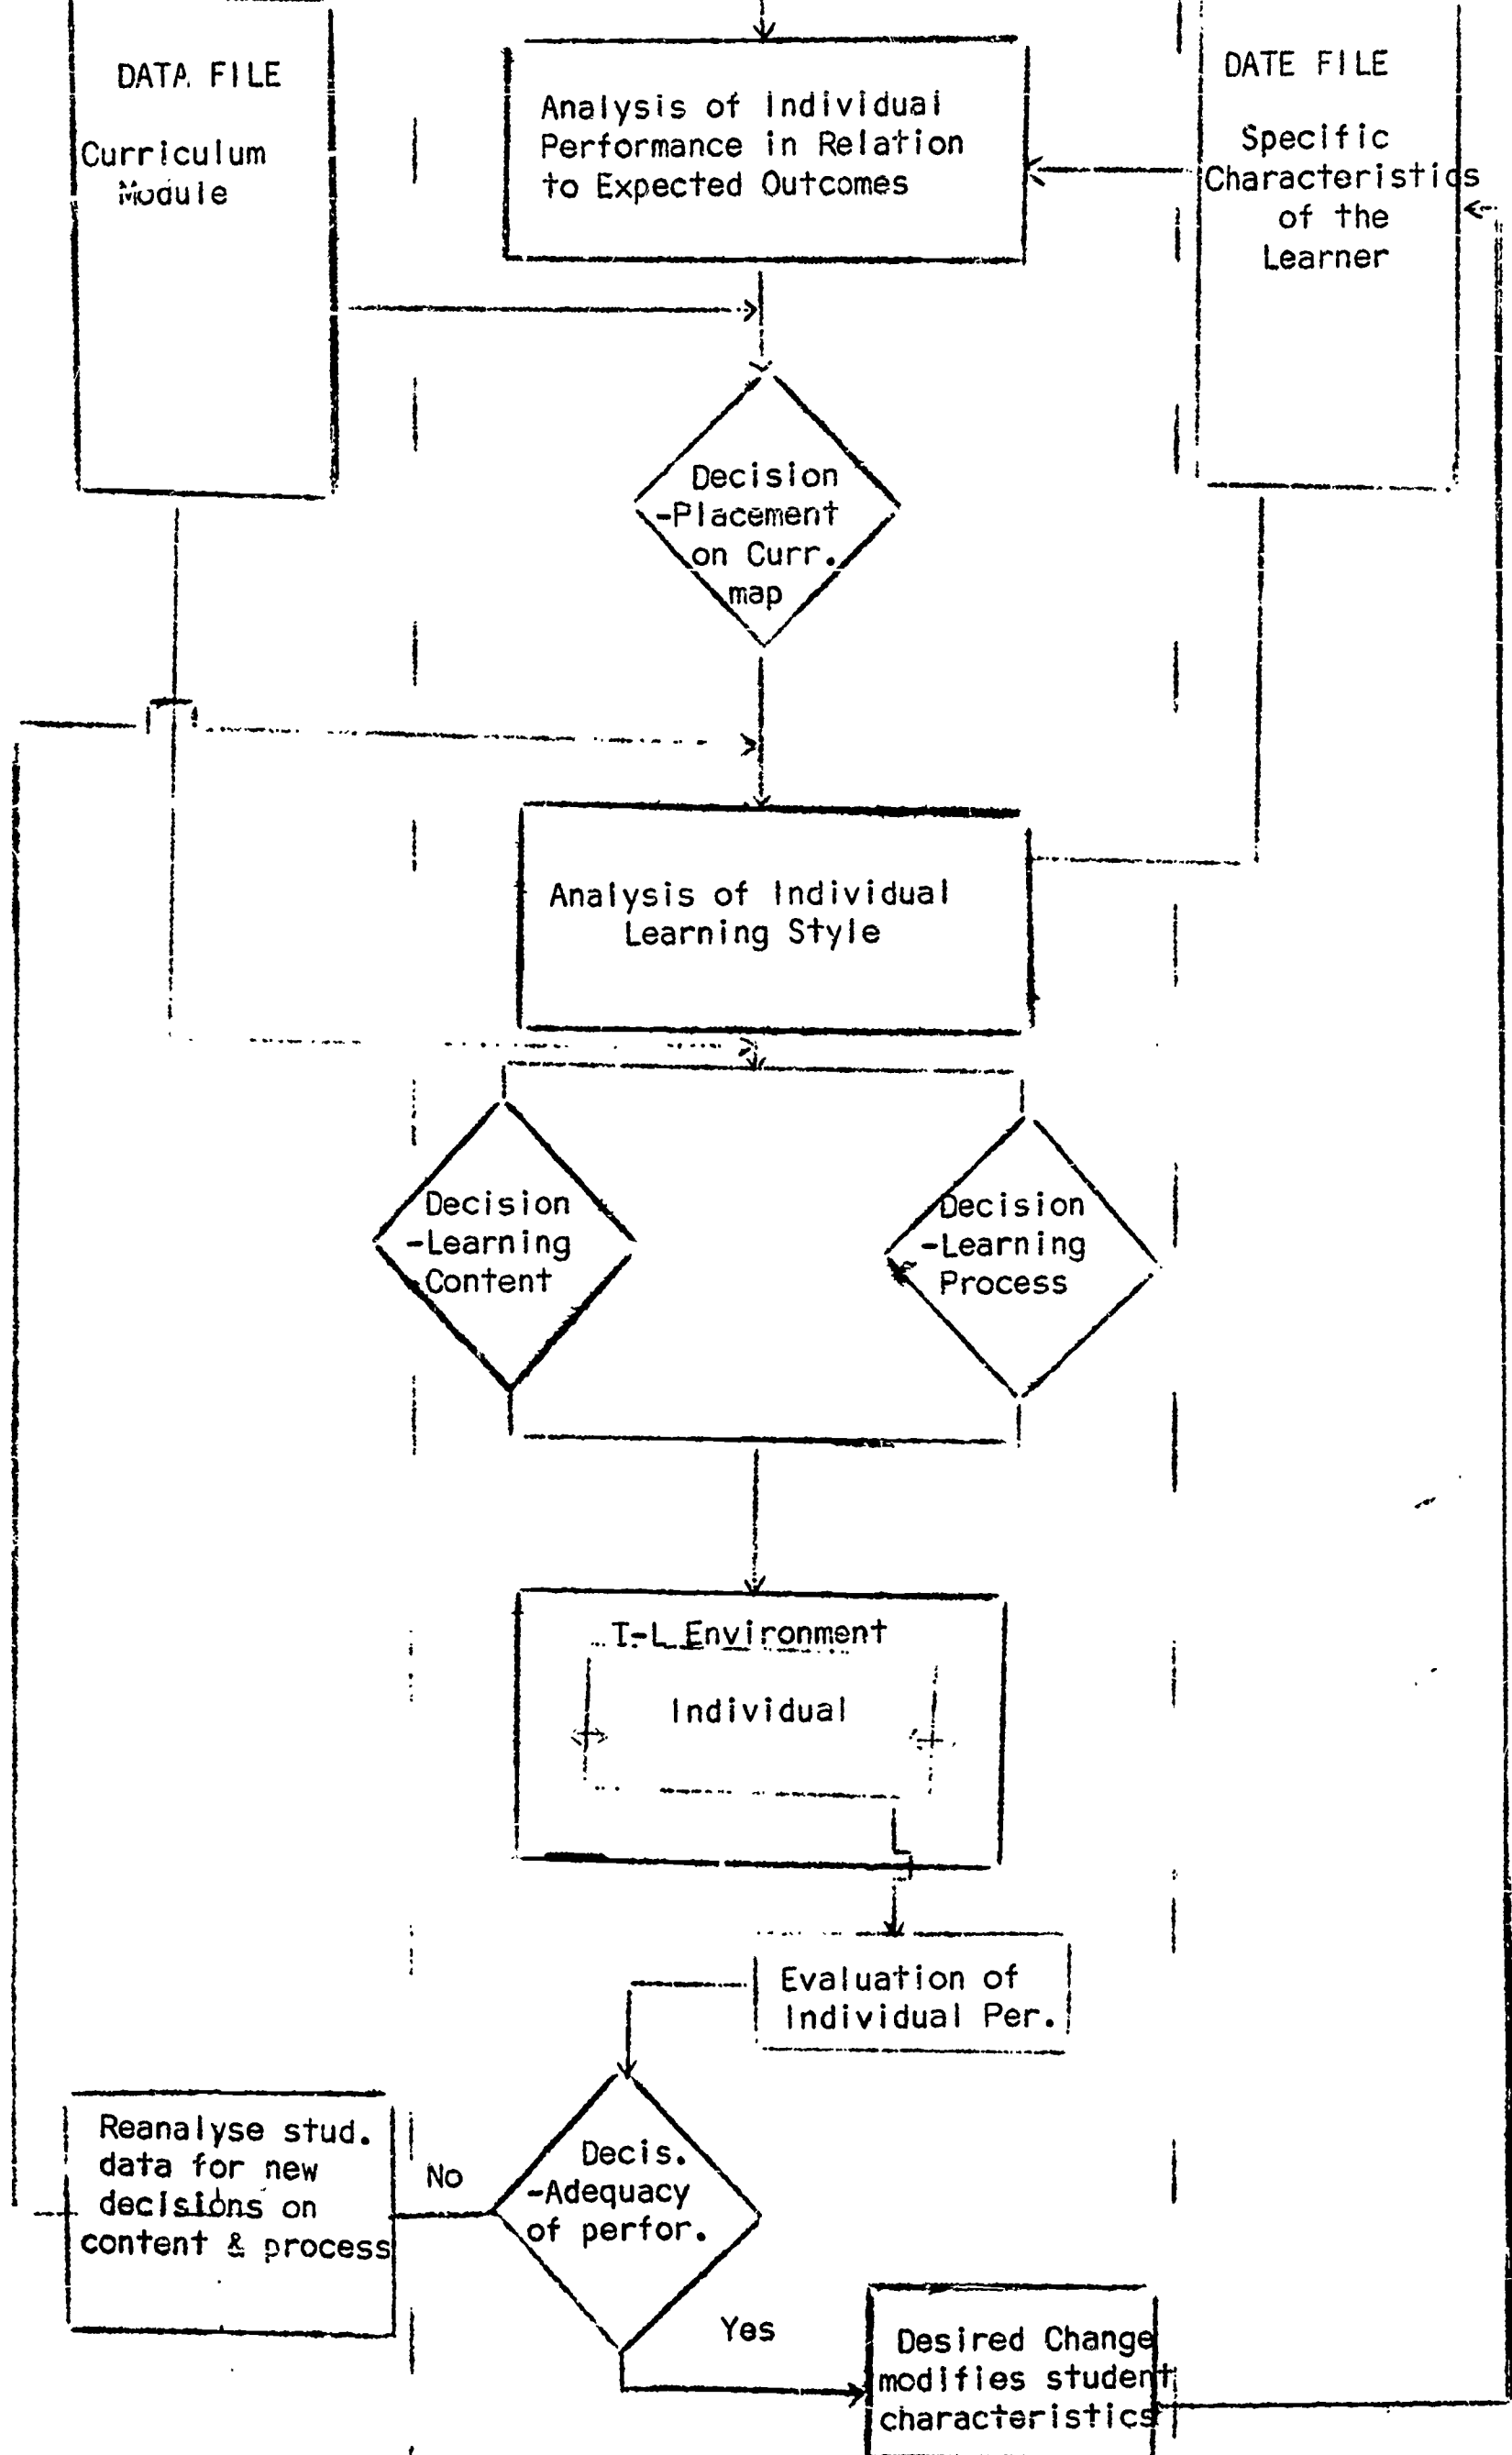 DATA FILE
Curriculum
Module
Analysis of Individual
Performance in Relation
to Expected Outcomes
DATE FILE
Specific
Characteristics
of the
Learner
Decision
-Placement
on Curr.
map
Analysis of Individual
Learning Style
Decision
-Learning
Content
Decision
-Learning
Process
T-L Environment
Individual
Evaluation of
Individual Per.
Decis.
-Adequacy
of perfor.
No
Reanalyse stud.
data for new
decisions on
content & process
Yes
Desired Change
modifies student
characteristics